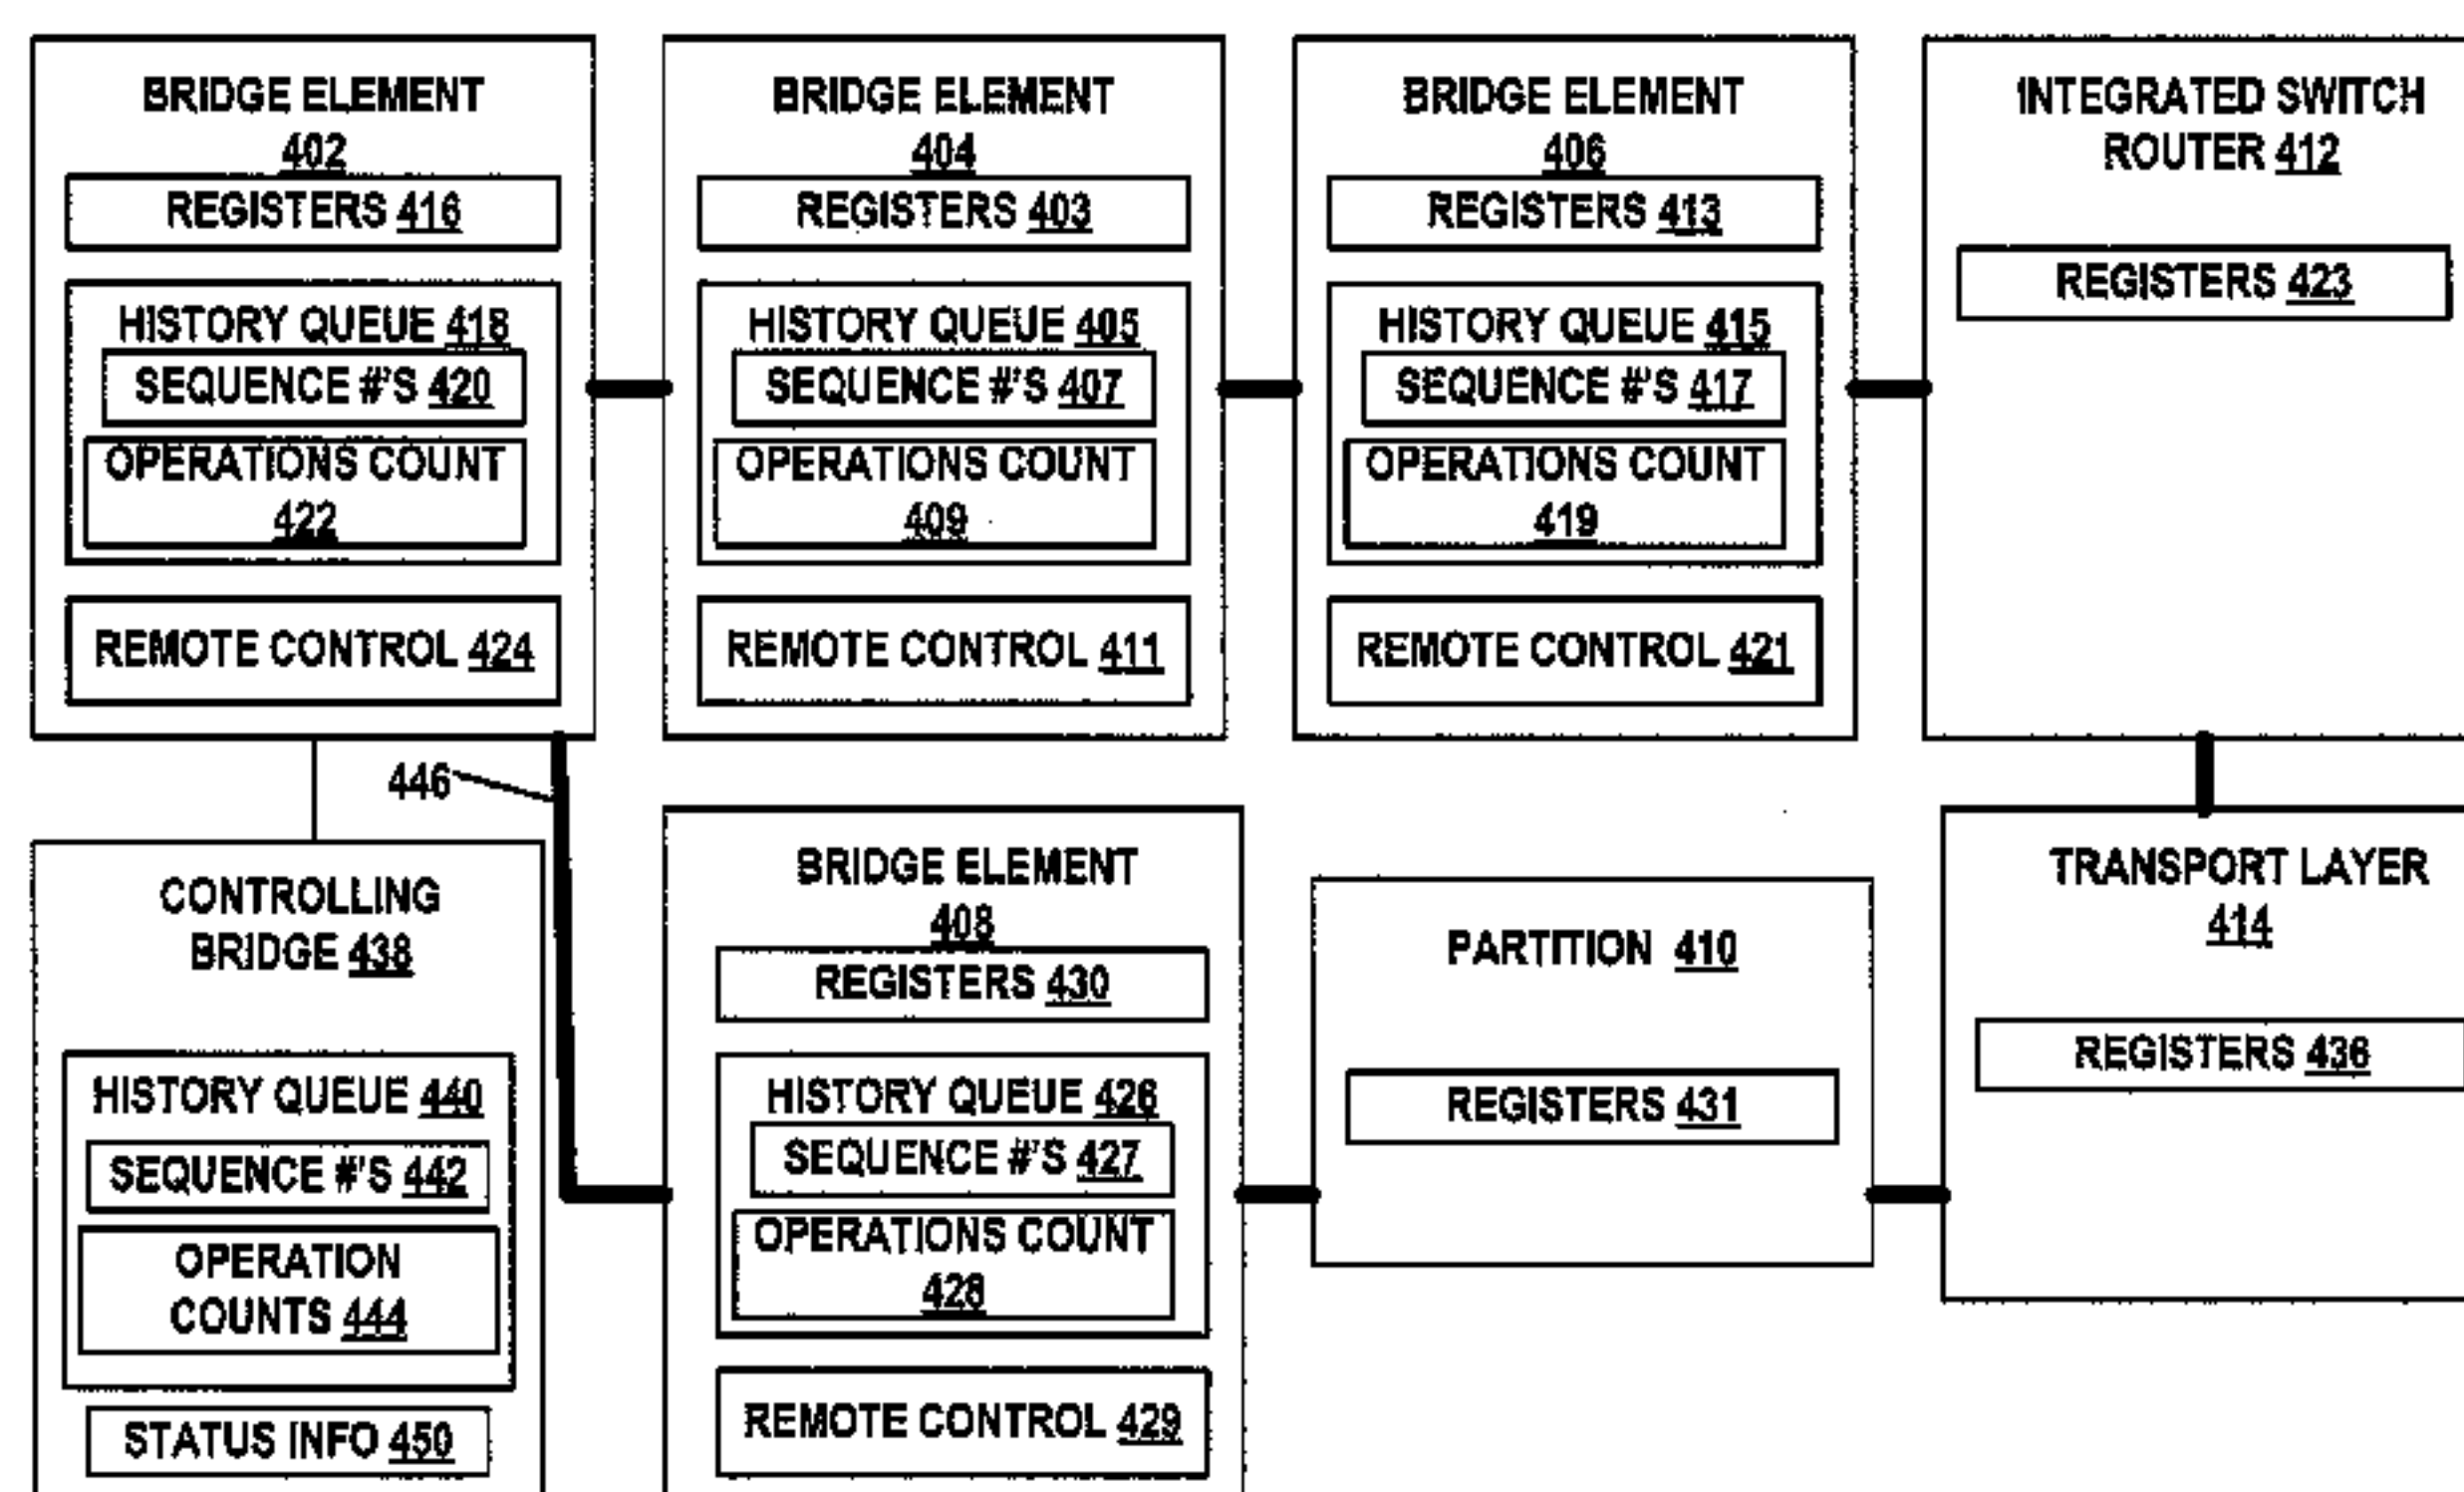 BRIDGE ELEMENT
402
REGISTERS 416
HISTORY QUEUE 418
SEQUENCE #'S 420
OPERATIONS COUNT
422
REMOTE CONTROL 424
BRIDGE ELEMENT
404
REGISTERS 403
HISTORY QUEUE 405
SEQUENCE #'S 407
OPERATIONS COUNT
409
REMOTE CONTROL 411
BRIDGE ELEMENT
406
REGISTERS 413
HISTORY QUEUE 415
SEQUENCE #'S 417
OPERATIONS COUNT
419
REMOTE CONTROL 421
INTEGRATED SWITCH
ROUTER 412
REGISTERS 423
446
CONTROLLING
BRIDGE 438
HISTORY QUEUE 440
SEQUENCE #'S 442
OPERATION
COUNTS 444
STATUS INFO 450
BRIDGE ELEMENT
408
REGISTERS 430
HISTORY QUEUE 426
SEQUENCE #'S 427
OPERATIONS COUNT
428
REMOTE CONTROL 429
PARTITION 410
REGISTERS 431
TRANSPORT LAYER
414
REGISTERS 436